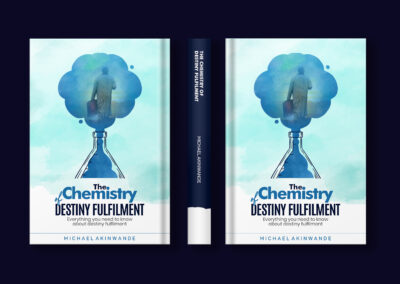 The
Chemistry
of
DESTINY FULFILMENT
Everything you need to know
about destiny fulfilment
MICHAEL AKINWANDE
THE CHEMISTRY OF
DESTINY FULFILMENT
MICHAEL AKINWANDE
The
Chemistry
of
DESTINY FULFILMENT
Everything you need to know
about destiny fulfilment
MICHAEL AKINWANDE